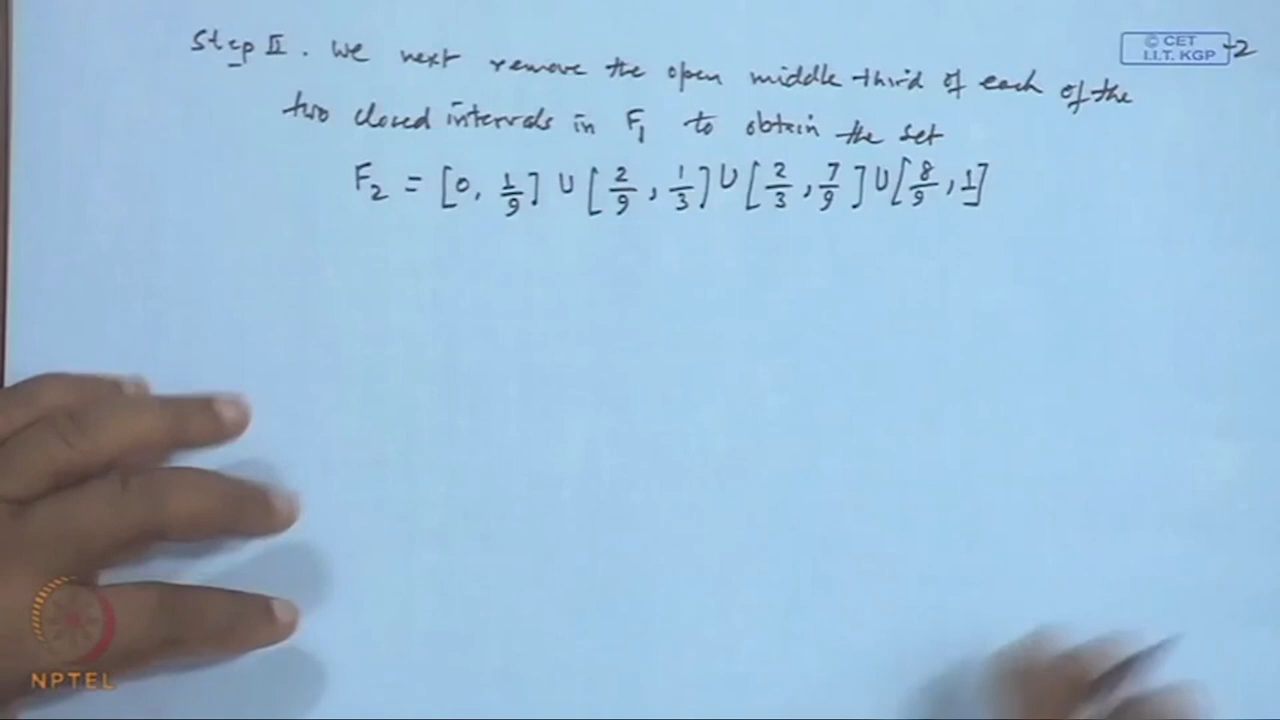 Step II. We next remove the open middle third of each of the
two closed intervals in F₁ to obtain the set
F₂ = [0, 1/9] ∪ [2/9, 1/3] ∪ [2/3, 7/9] ∪ [8/9, 1]
© CET
I.I.T. KGP
-2
NPTEL